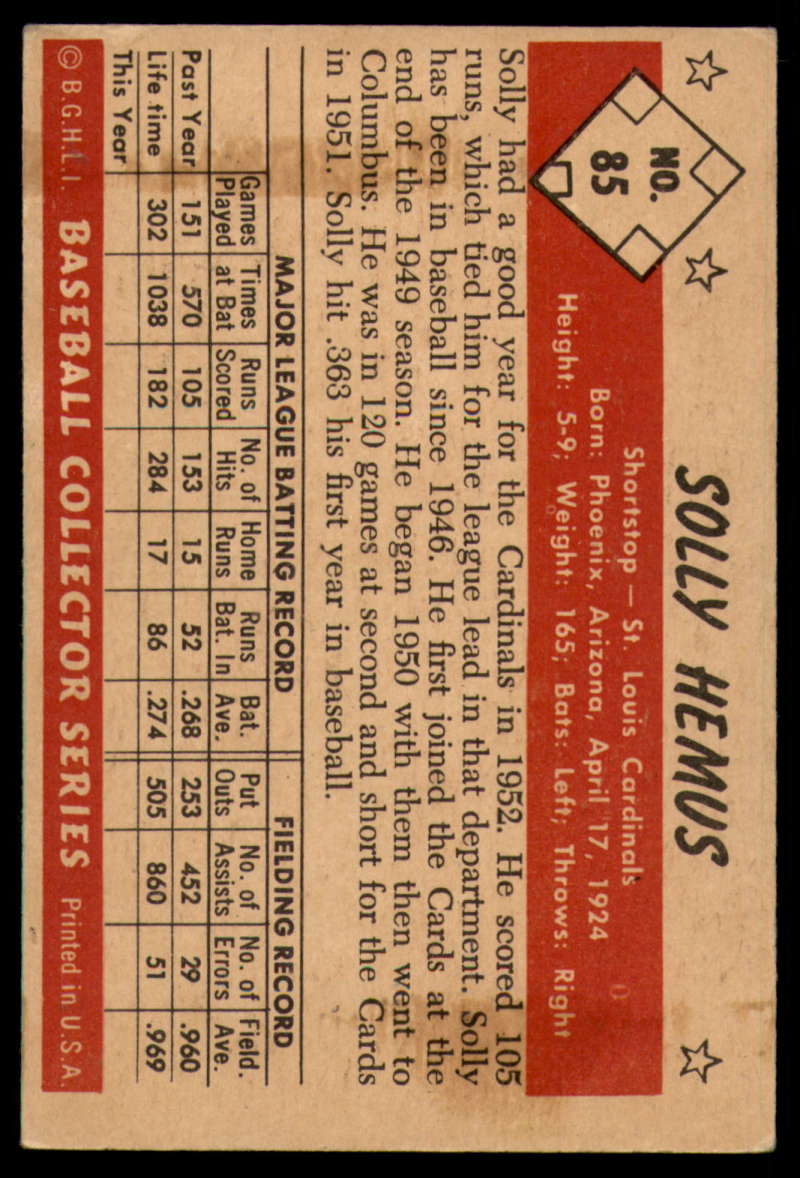 SOLLY HEMUS
NO.
85
Shortstop — St. Louis Cardinals
Born: Phoenix, Arizona, April 17, 1924
Height: 5-9; Weight: 165; Bats: Left; Throws: Right
Solly had a good year for the Cardinals in 1952. He scored 105
runs, which tied him for the league lead in that department. Solly
has been in baseball since 1946. He first joined the Cards at the
end of the 1949 season. He began 1950 with them then went to
Columbus. He was in 120 games at second and short for the Cards
in 1951. Solly hit .363 his first year in baseball.
MAJOR LEAGUE BATTING RECORD FIELDING RECORD
Games Times Runs No. of Home Runs Bat. Put No. of No. of Field.
Played at Bat Scored Hits Runs Bat. In Ave. Outs Assists Errors Ave.
Past Year 151 570 105 153 15 52 .268 253 452 29 .960
Life time 302 1038 182 284 17 86 .274 505 860 51 .969
This Year
© B.G.H.L.I. BASEBALL COLLECTOR SERIES Printed in U.S.A.